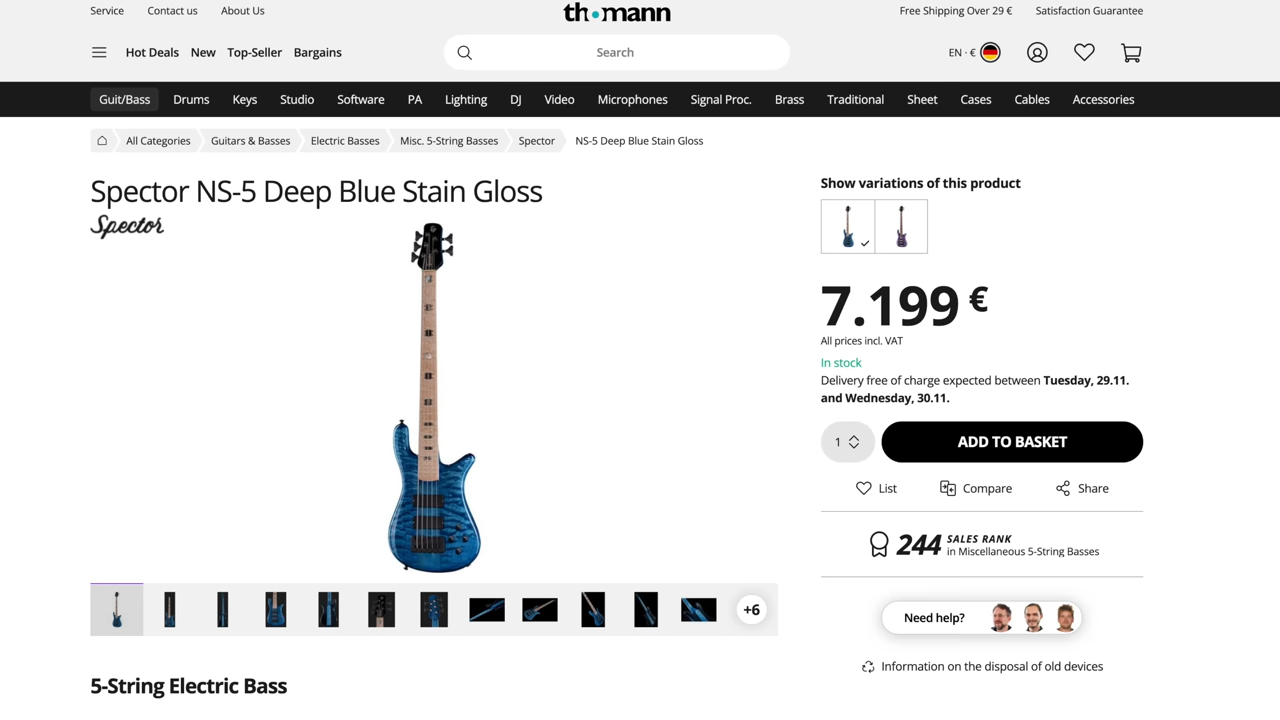 Service Contact us About Us
th•mann
Free Shipping Over 29 € Satisfaction Guarantee
Hot Deals New Top-Seller Bargains
Search
EN · €
Guit/Bass Drums Keys Studio Software PA Lighting DJ Video Microphones Signal Proc. Brass Traditional Sheet Cases Cables Accessories
All Categories Guitars & Basses Electric Basses Misc. 5-String Basses Spector NS-5 Deep Blue Stain Gloss
Spector NS-5 Deep Blue Stain Gloss
Spector
Show variations of this product
7.199 €
All prices incl. VAT
In stock
Delivery free of charge expected between Tuesday, 29.11.
and Wednesday, 30.11.
1
ADD TO BASKET
List Compare Share
244 SALES RANK
in Miscellaneous 5-String Basses
+6
Need help?
Information on the disposal of old devices
5-String Electric Bass